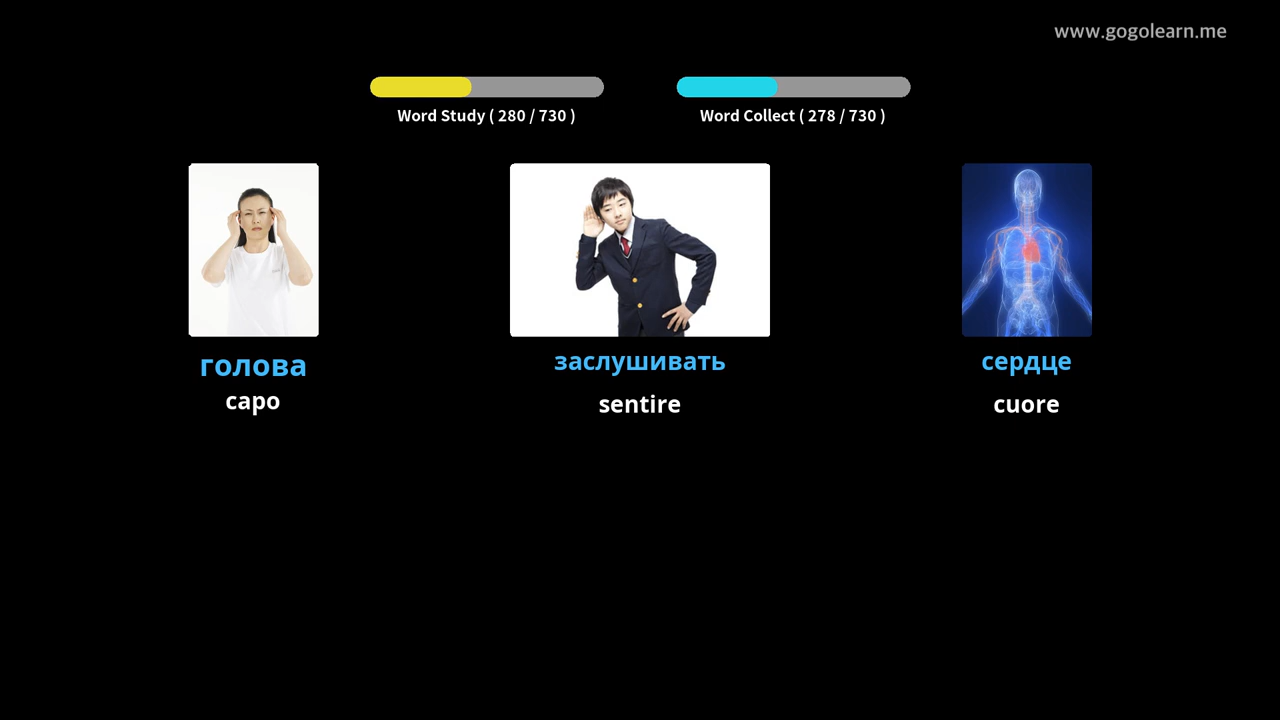 www.gogolearn.me
Word Study ( 280 / 730 )
Word Collect ( 278 / 730 )
голова
capo
заслушивать
sentire
сердце
cuore